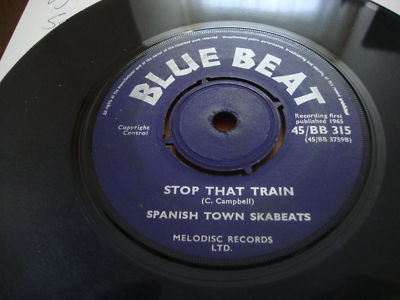 BLUE BEAT
Copyright
Control
Recording first
published 1965
45/BB 315
(45/BB 3759B)
STOP THAT TRAIN
(C. Campbell)
SPANISH TOWN SKABEATS
MELODISC RECORDS
LTD.